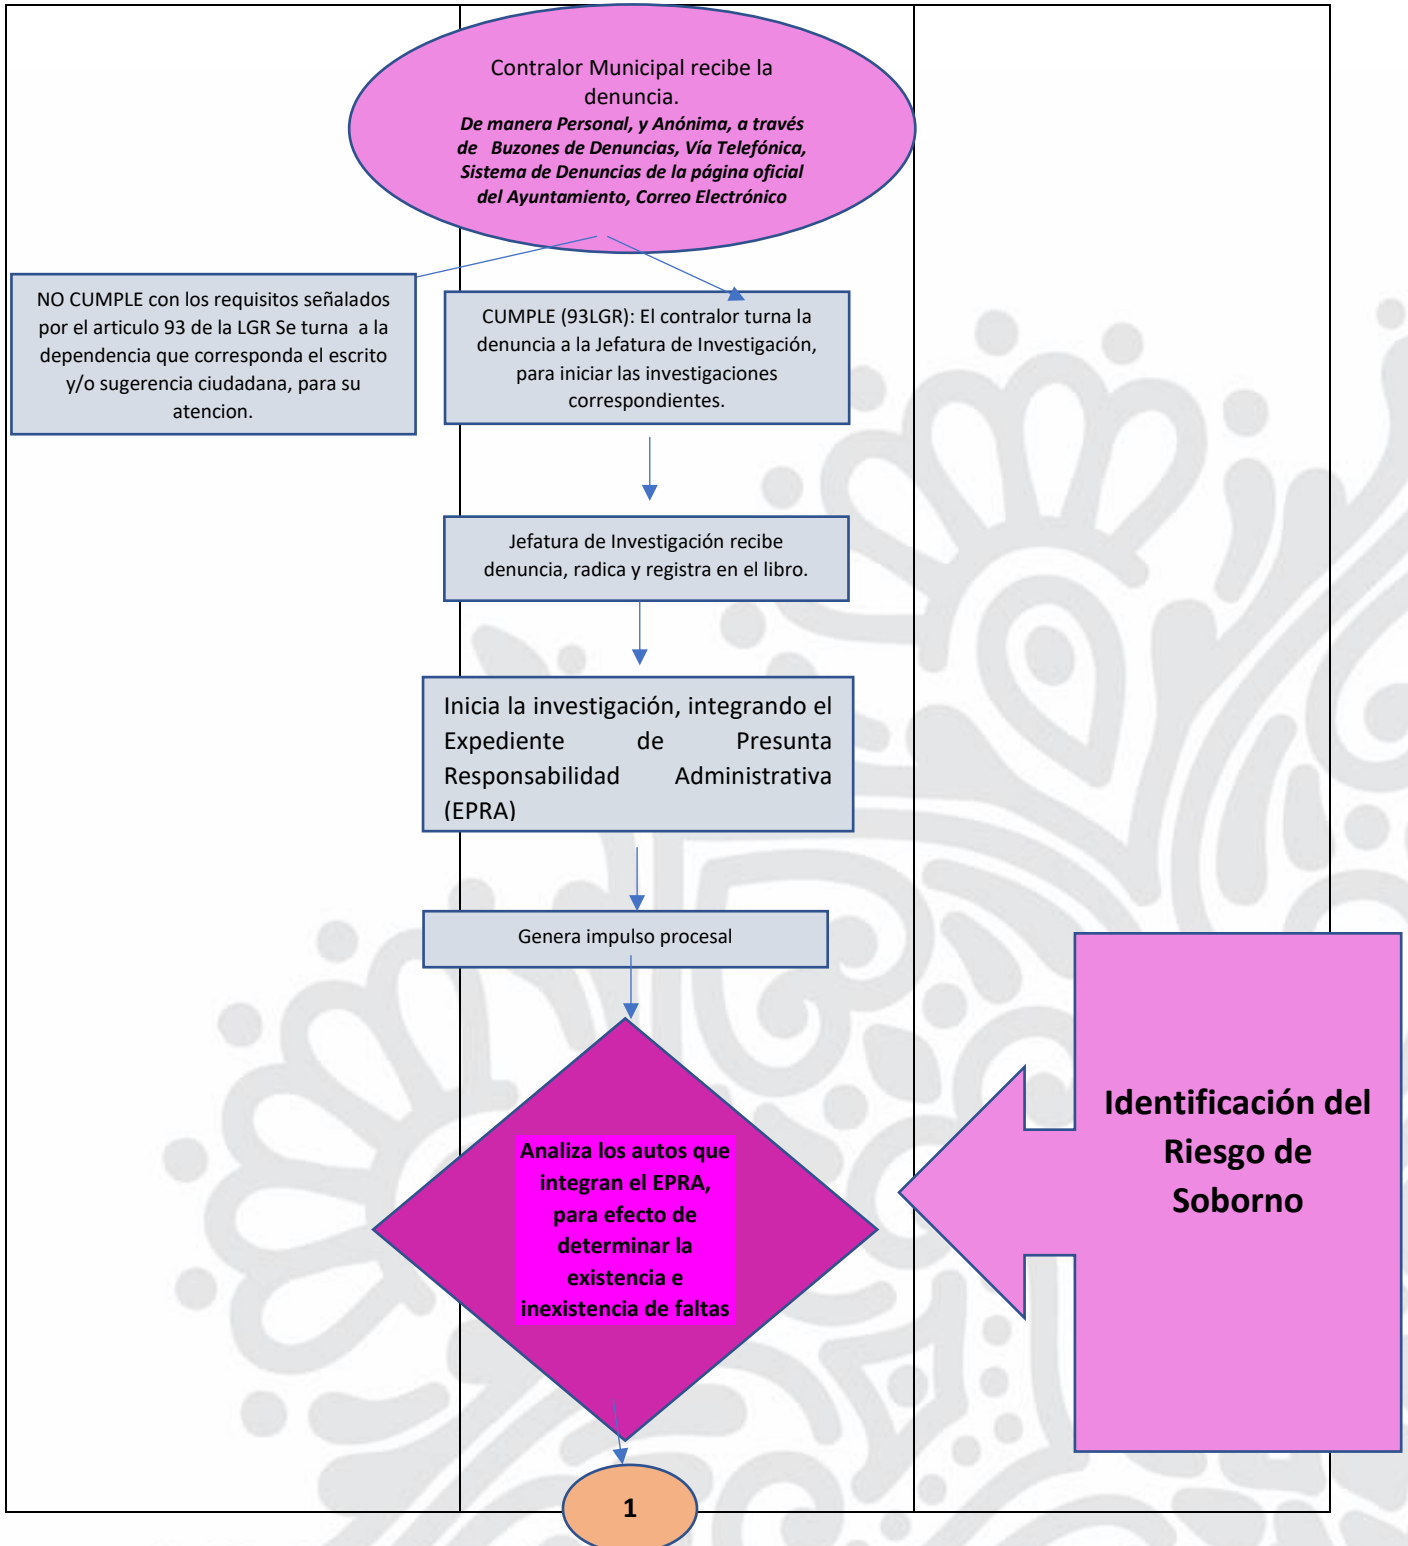 Contralor Municipal recibe la
denuncia.
De manera Personal, y Anónima, a través
de Buzones de Denuncias, Vía Telefónica,
Sistema de Denuncias de la página oficial
del Ayuntamiento, Correo Electrónico
NO CUMPLE con los requisitos señalados
por el articulo 93 de la LGR Se turna a la
dependencia que corresponda el escrito
y/o sugerencia ciudadana, para su
atencion.
CUMPLE (93LGR): El contralor turna la
denuncia a la Jefatura de Investigación,
para iniciar las investigaciones
correspondientes.
Jefatura de Investigación recibe
denuncia, radica y registra en el libro.
Inicia la investigación, integrando el
Expediente de Presunta
Responsabilidad Administrativa
(EPRA)
Genera impulso procesal
Analiza los autos que
integran el EPRA,
para efecto de
determinar la
existencia e
inexistencia de faltas
Identificación del
Riesgo de
Soborno
1